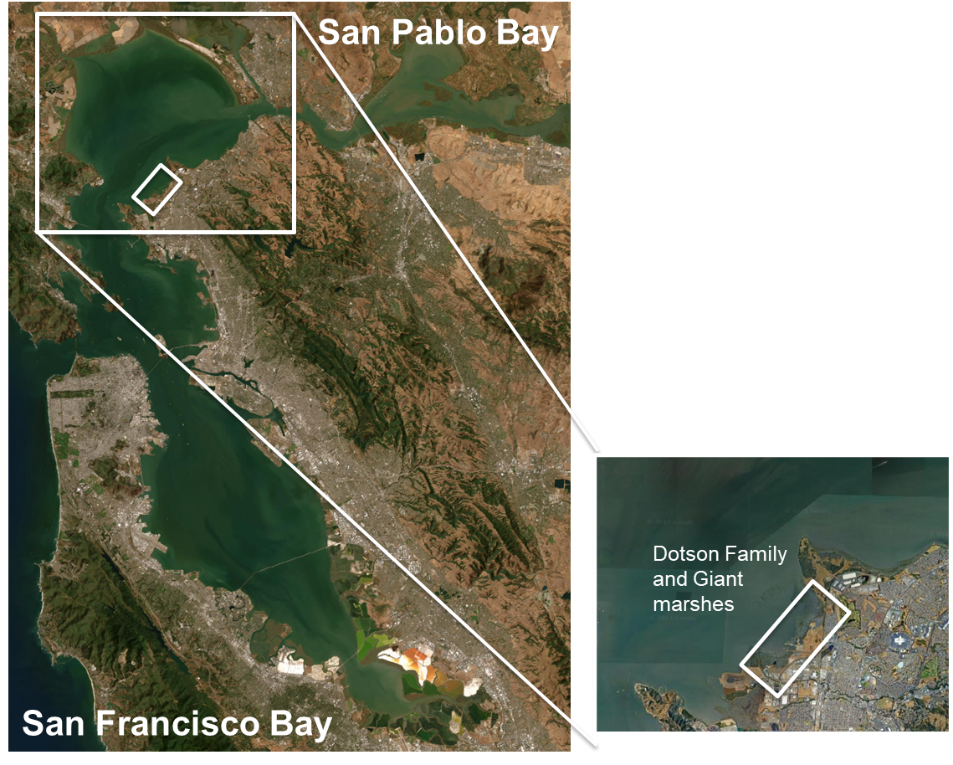 San Pablo Bay
Dotson Family
and Giant
marshes
San Francisco Bay